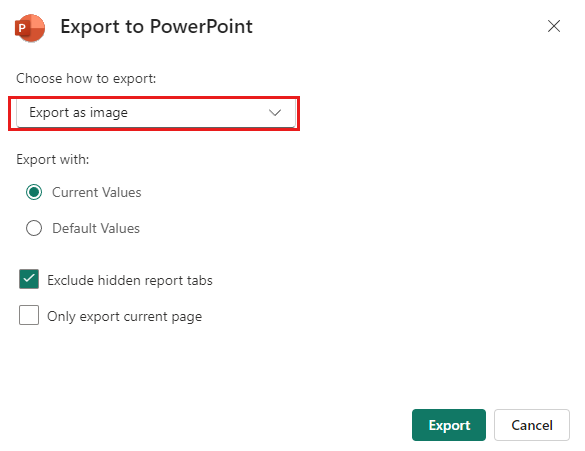 P
Export to PowerPoint
Choose how to export:
Export as image
Export with:
Current Values
Default Values
Exclude hidden report tabs
Only export current page
Export
Cancel